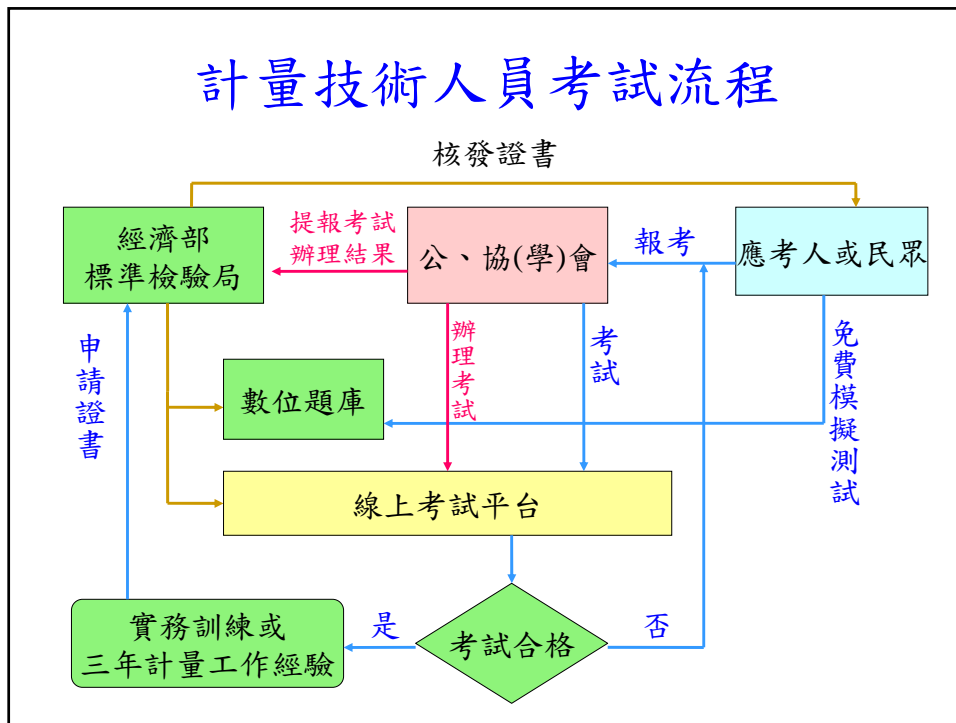 計量技術人員考試流程
核發證書
經濟部
標準檢驗局
提報考試
辦理結果
公、協(學)會
報考
應考人或民眾
申請證書
數位題庫
辦理考試
考試
免費模擬測試
線上考試平台
實務訓練或
三年計量工作經驗
是
考試合格
否